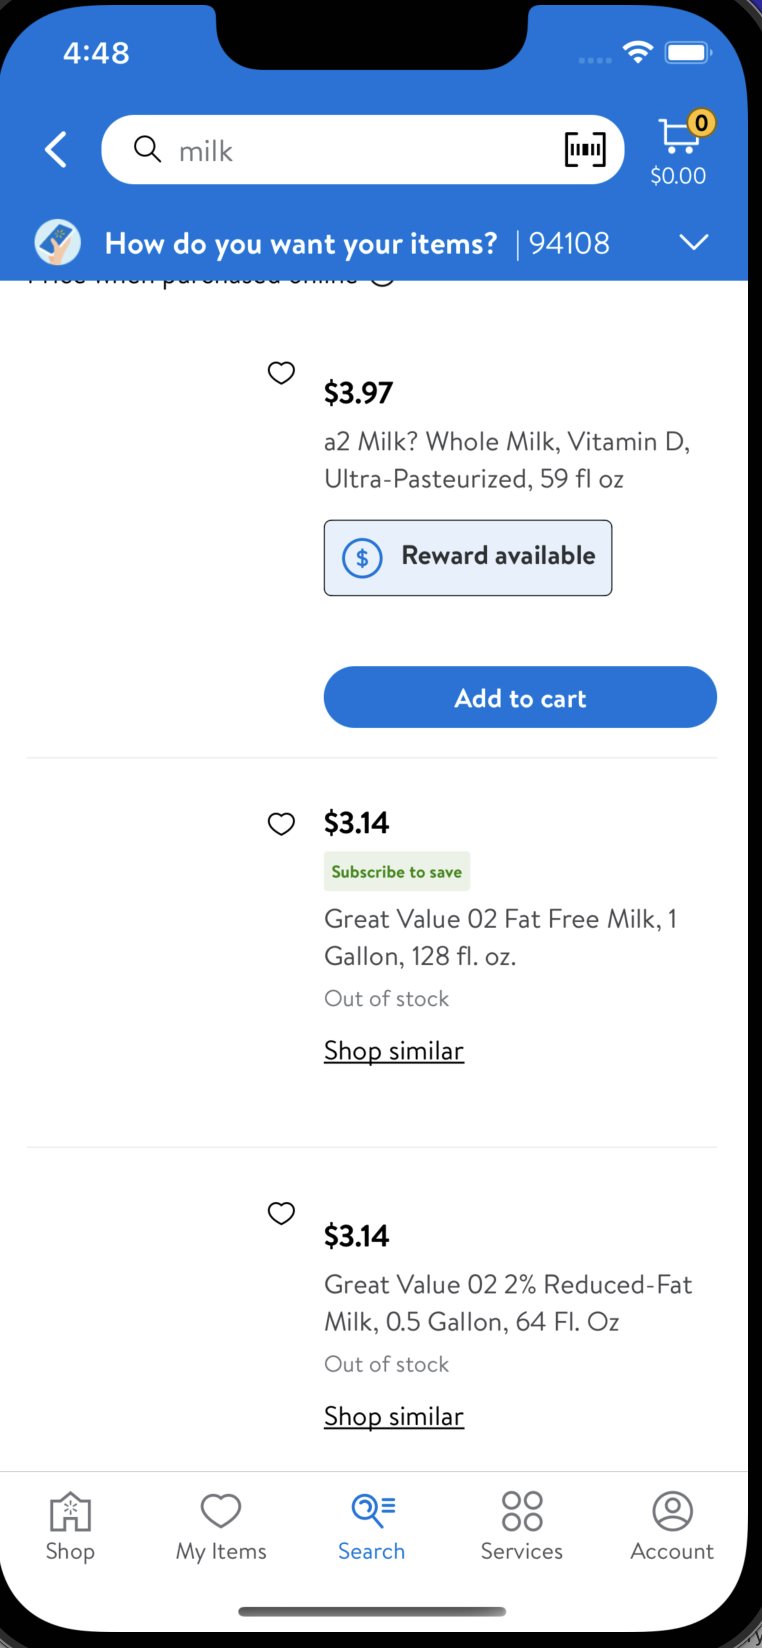 4:48
milk
0
$0.00
How do you want your items? | 94108
Price when purchased online
$3.97
a2 Milk? Whole Milk, Vitamin D,
Ultra-Pasteurized, 59 fl oz
$ Reward available
Add to cart
$3.14
Subscribe to save
Great Value 02 Fat Free Milk, 1
Gallon, 128 fl. oz.
Out of stock
Shop similar
$3.14
Great Value 02 2% Reduced-Fat
Milk, 0.5 Gallon, 64 Fl. Oz
Out of stock
Shop similar
Shop
My Items
Search
Services
Account